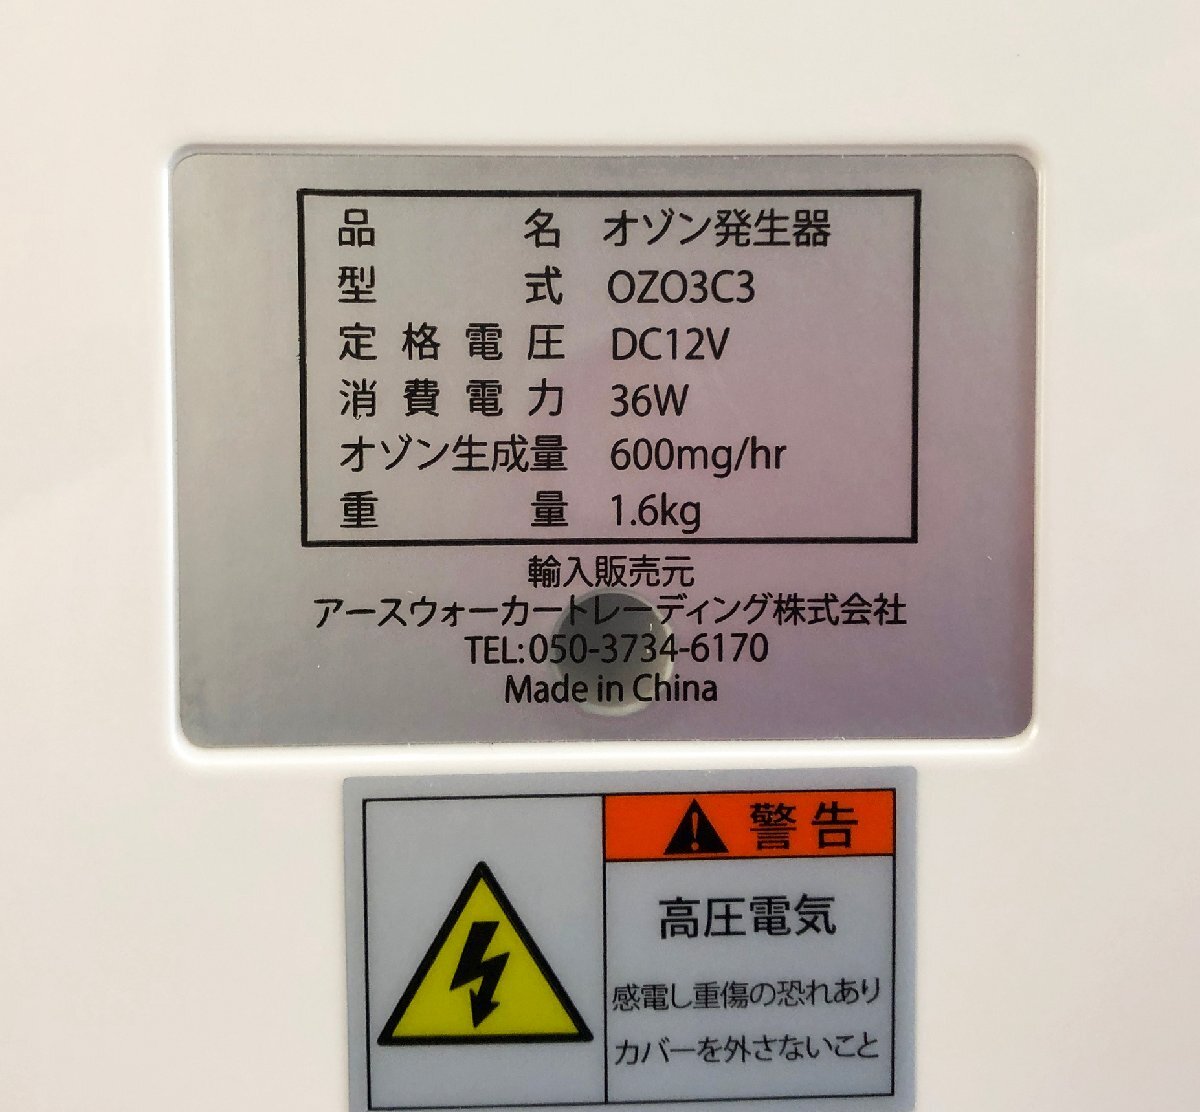 品名 オゾン発生器
型式 OZO3C3
定格電圧 DC12V
消費電力 36W
オゾン生成量 600mg/hr
重量 1.6kg
輸入販売元
アースウォーカートレーディング株式会社
TEL:050-3734-6170
Made in China
警告
高圧電気
感電し重傷の恐れあり
カバーを外さないこと